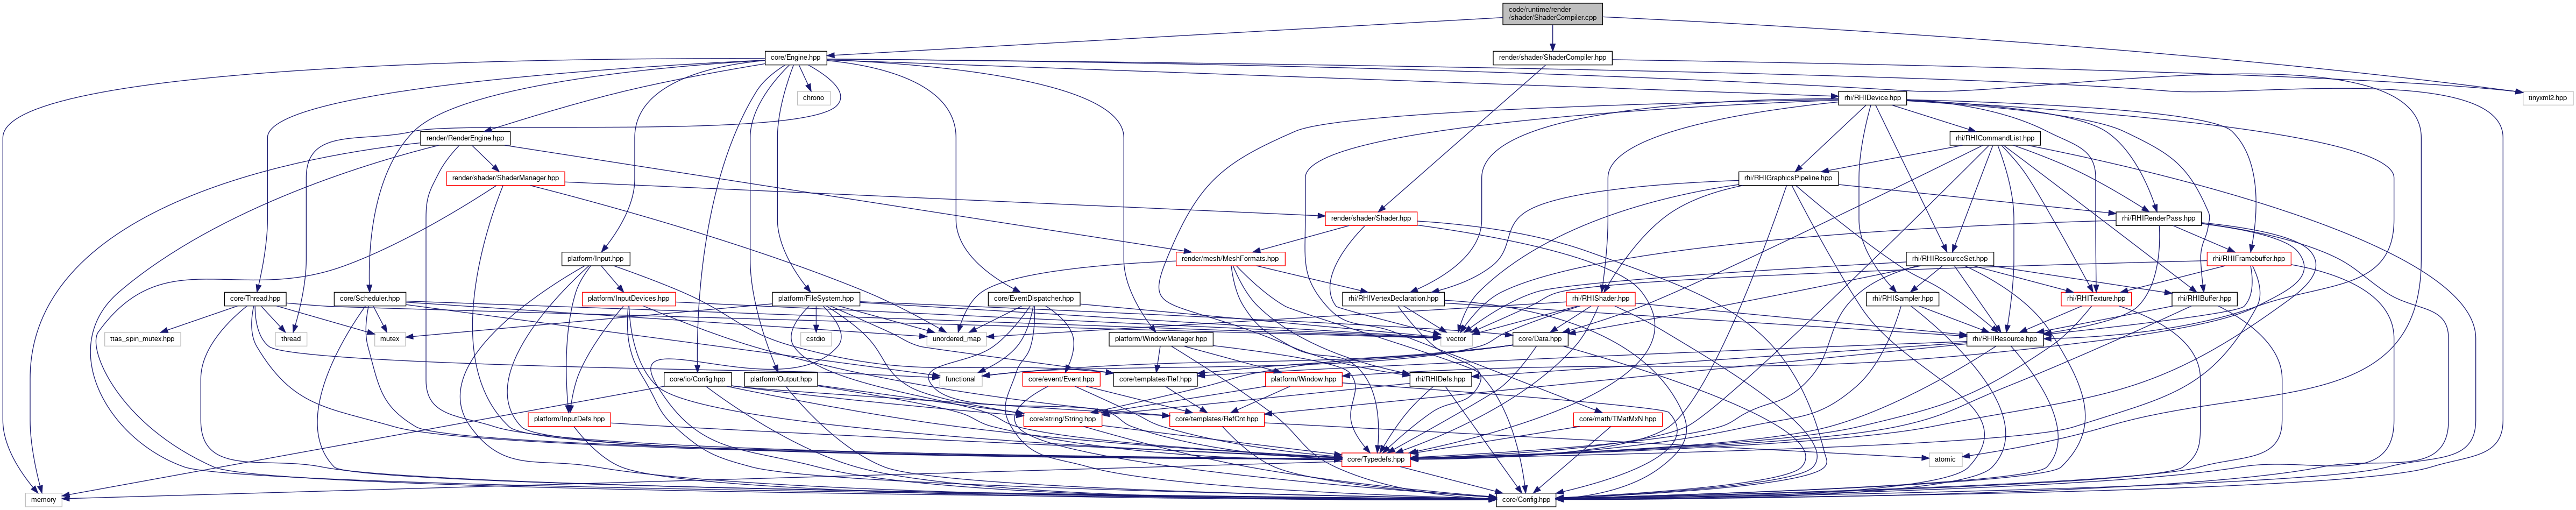 code/runtime/render
/shader/ShaderCompiler.cpp
core/Engine.hpp
render/shader/ShaderCompiler.hpp
chrono
rhi/RHIDevice.hpp
tinyxml2.hpp
render/RenderEngine.hpp
rhi/RHICommandList.hpp
render/shader/ShaderManager.hpp
rhi/RHIGraphicsPipeline.hpp
render/shader/Shader.hpp
rhi/RHIRenderPass.hpp
platform/Input.hpp
render/mesh/MeshFormats.hpp
rhi/RHIResourceSet.hpp
rhi/RHIFramebuffer.hpp
core/Thread.hpp
core/Scheduler.hpp
platform/InputDevices.hpp
platform/FileSystem.hpp
core/EventDispatcher.hpp
rhi/RHIVertexDeclaration.hpp
rhi/RHIShader.hpp
rhi/RHISampler.hpp
rhi/RHITexture.hpp
rhi/RHIBuffer.hpp
ttas_spin_mutex.hpp
thread
mutex
cstdio
unordered_map
platform/WindowManager.hpp
vector
core/Data.hpp
rhi/RHIResource.hpp
core/io/Config.hpp
platform/Output.hpp
functional
core/event/Event.hpp
core/templates/Ref.hpp
platform/Window.hpp
rhi/RHIDefs.hpp
platform/InputDefs.hpp
core/string/String.hpp
core/templates/RefCnt.hpp
core/math/TMatMxN.hpp
core/Typedefs.hpp
atomic
memory
core/Config.hpp